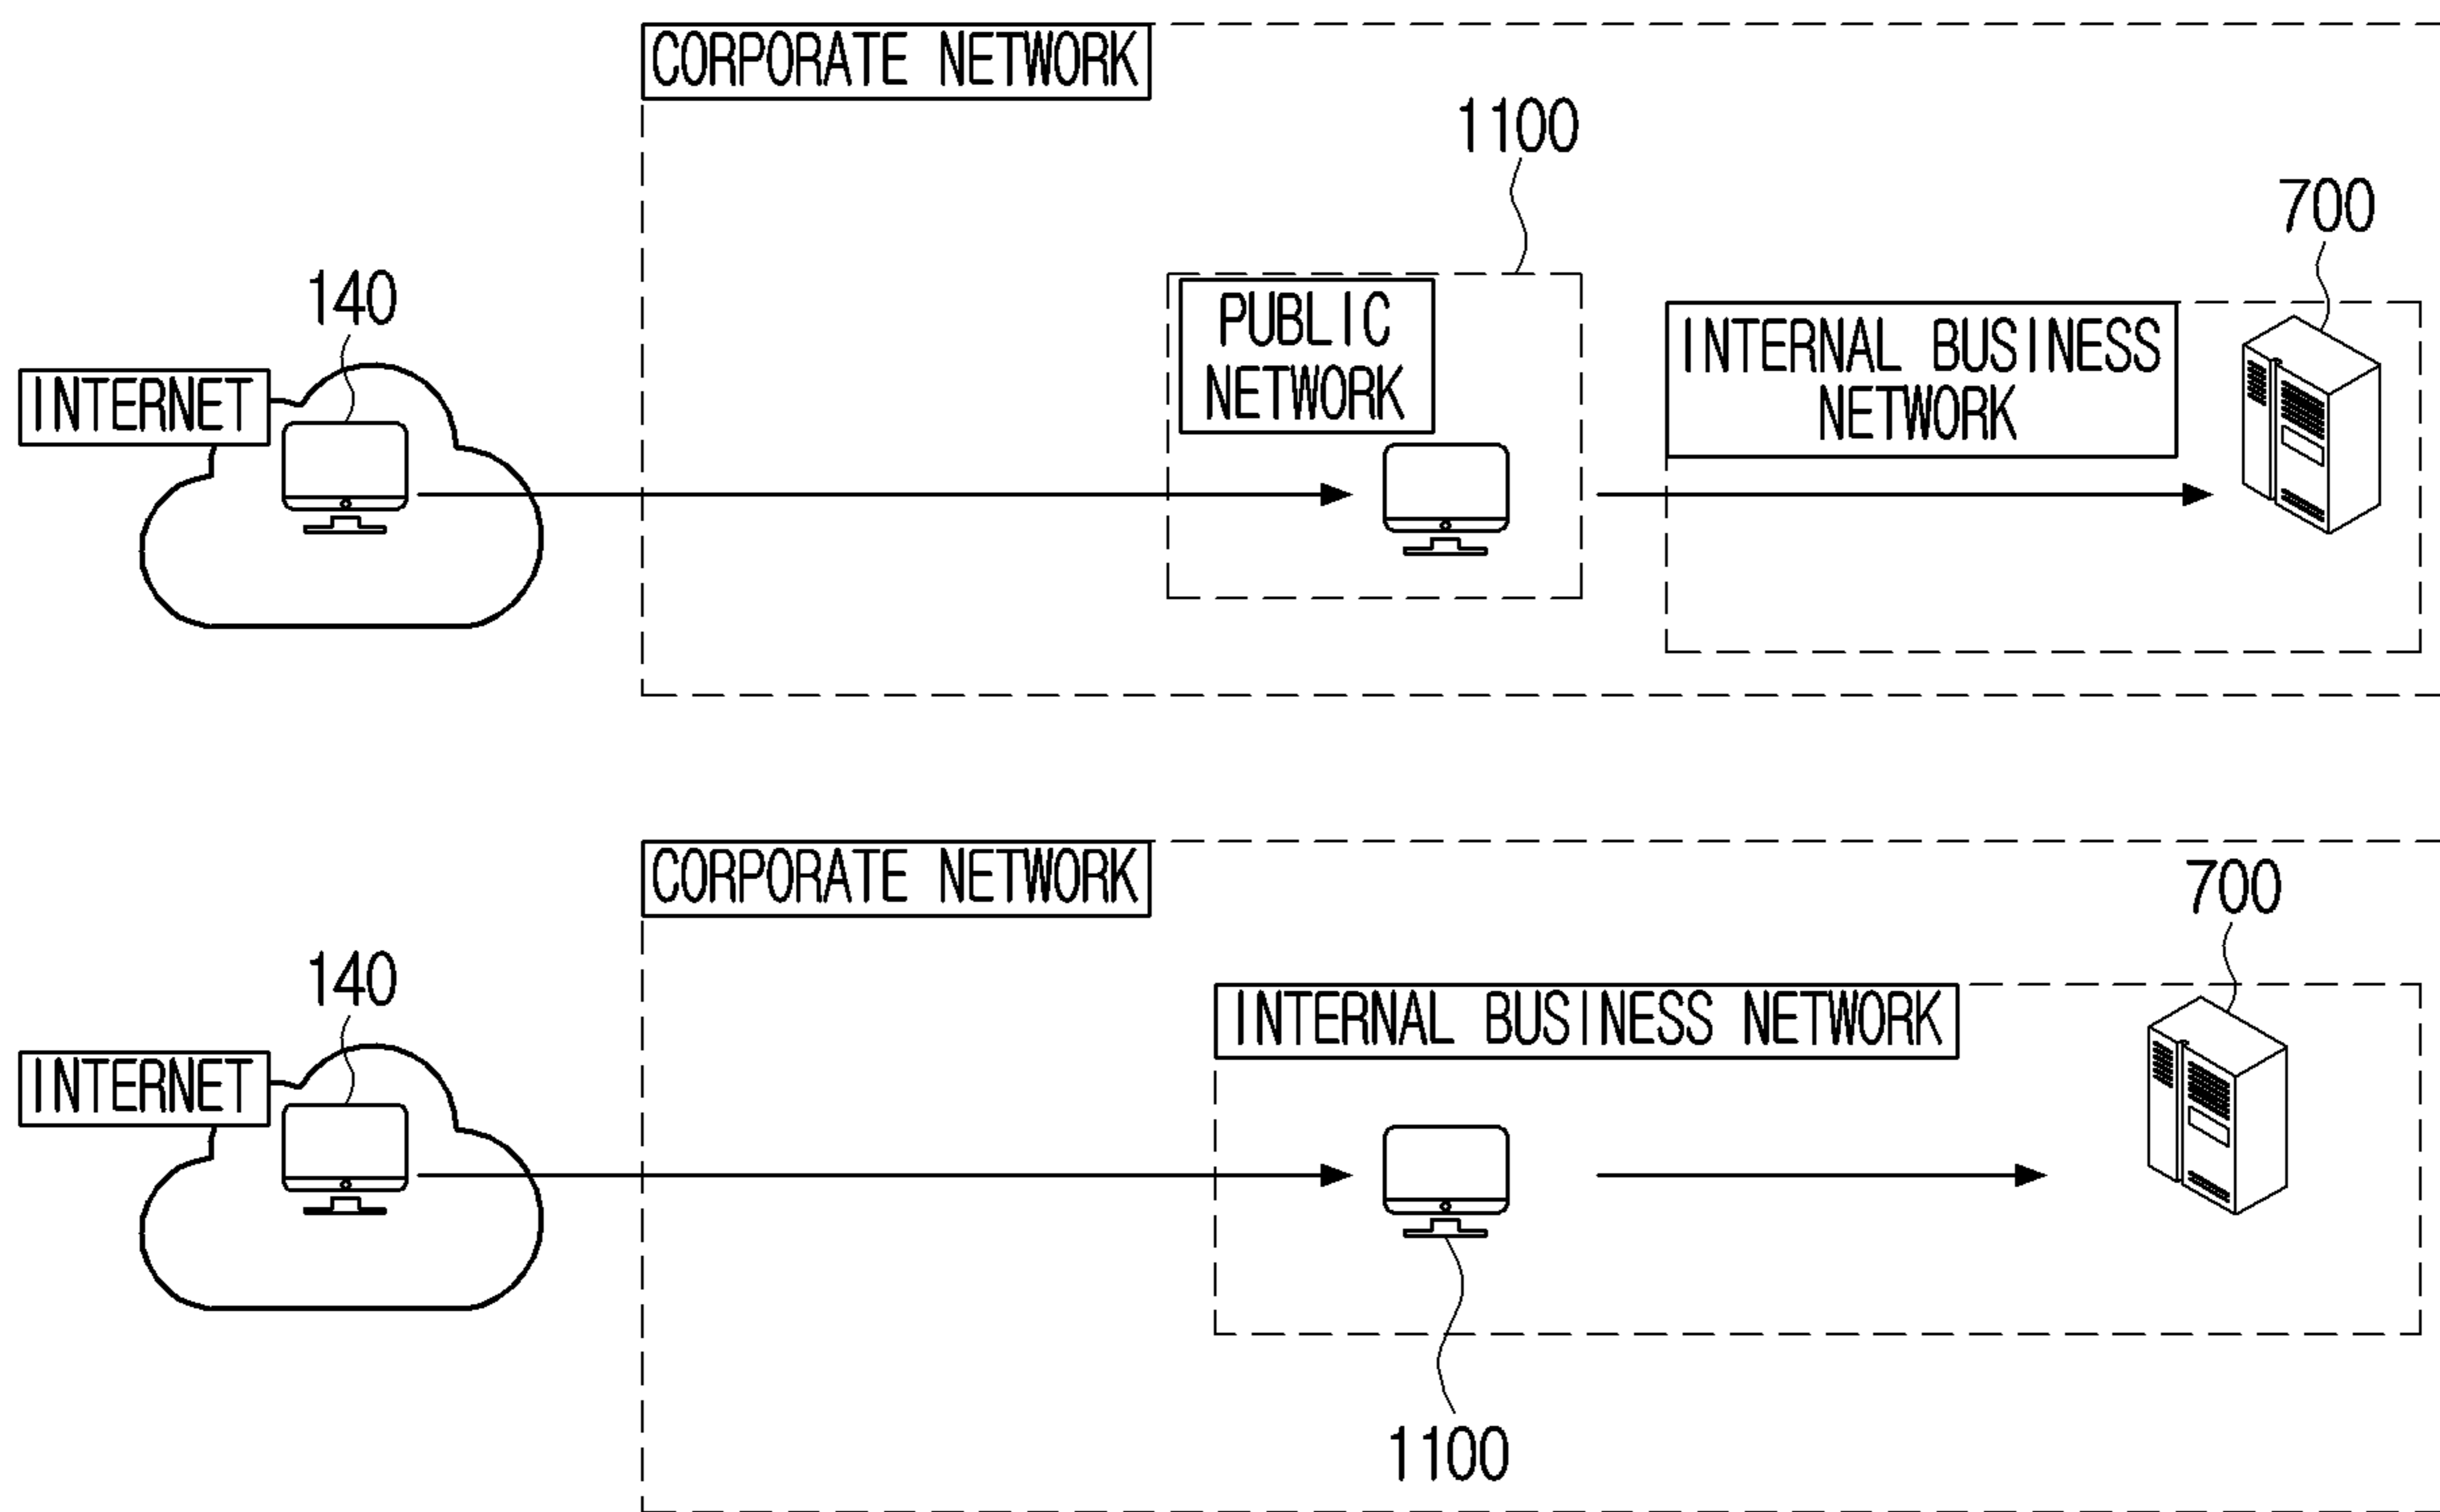 CORPORATE NETWORK
1100
700
140
PUBLIC
NETWORK
INTERNAL BUSINESS
NETWORK
INTERNET
CORPORATE NETWORK
700
140
INTERNAL BUSINESS NETWORK
INTERNET
1100